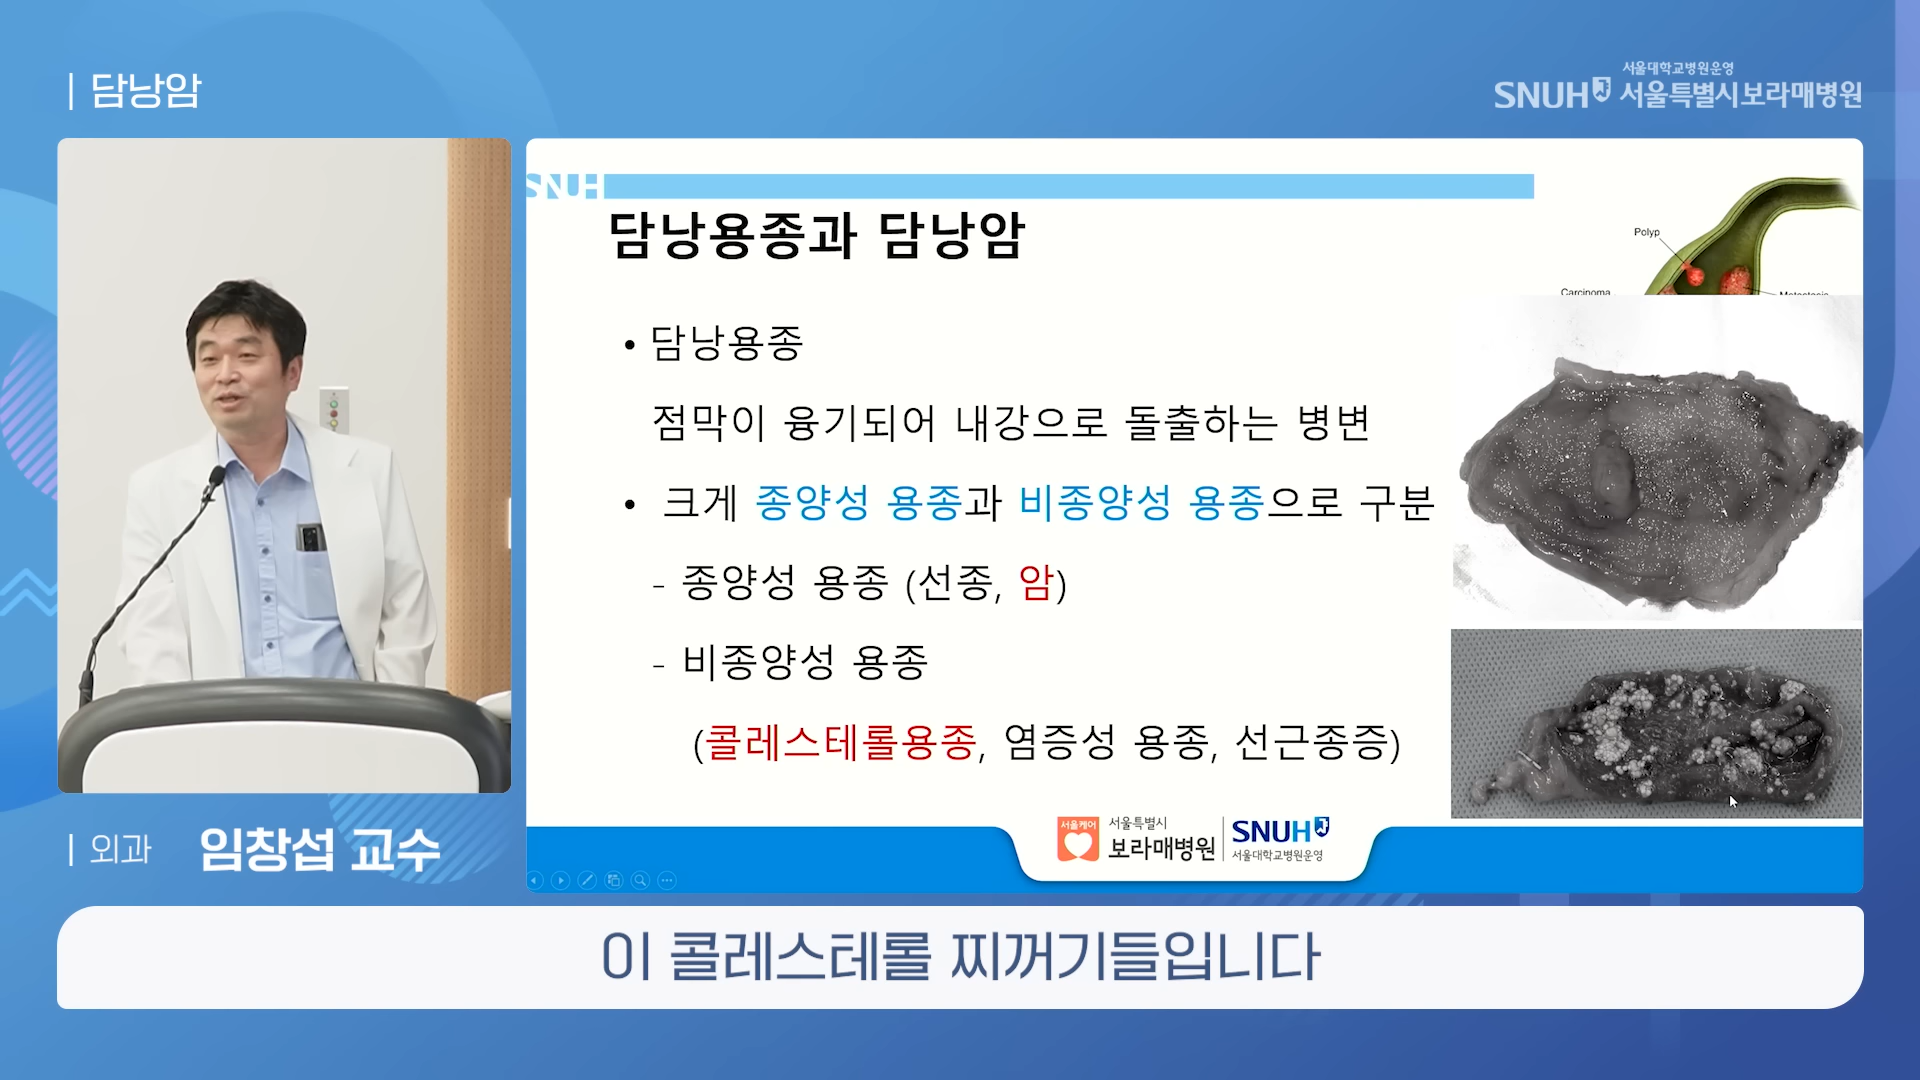 담낭암
서울대학교병원운영
SNUH 서울특별시보라매병원
SNUH
담낭용종과 담낭암
Polyp
Carcinoma
Metastasis
• 담낭용종
점막이 융기되어 내강으로 돌출하는 병변
• 크게 종양성 용종과 비종양성 용종으로 구분
- 종양성 용종 (선종, 암)
- 비종양성 용종
(콜레스테롤용종, 염증성 용종, 선근종증)
서울케어
서울특별시
보라매병원
SNUH
서울대학교병원운영
외과 임창섭 교수
이 콜레스테롤 찌꺼기들입니다